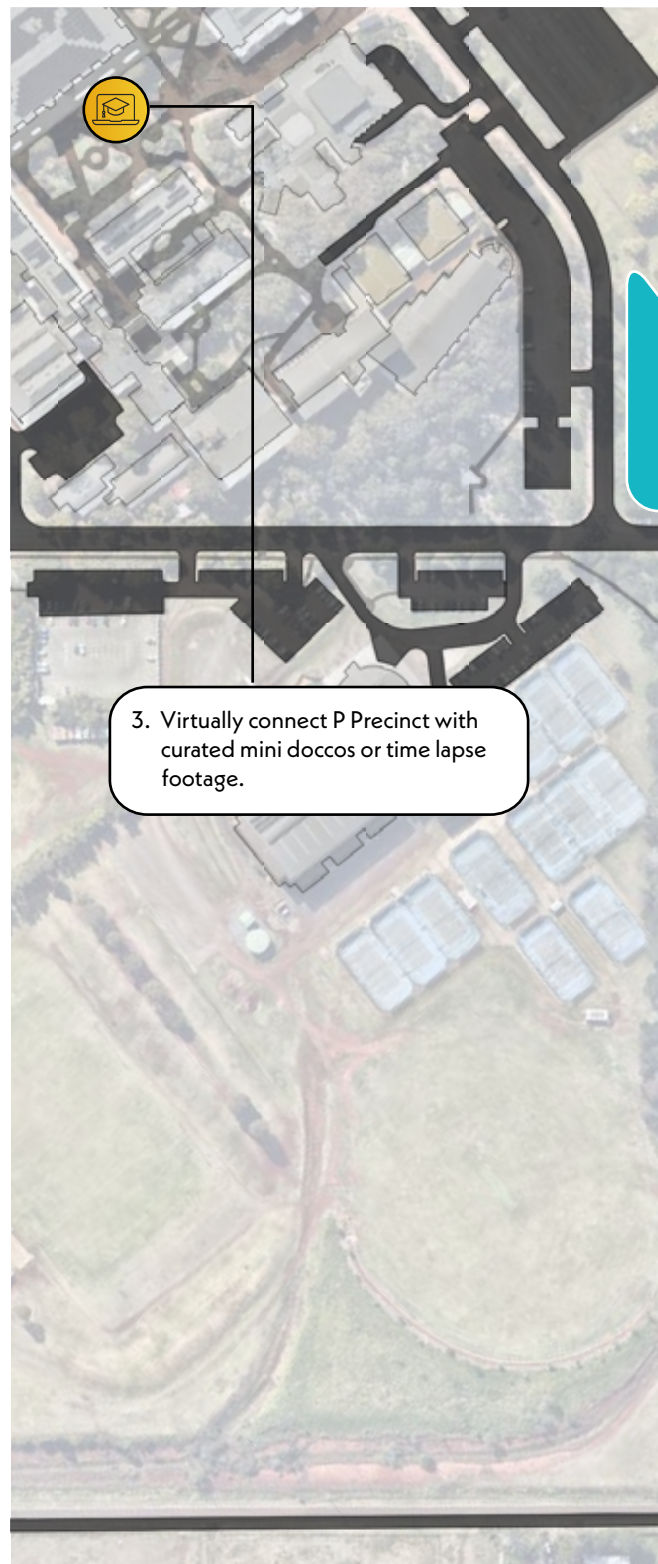 3. Virtually connect P Precinct with
curated mini doccos or time lapse
footage.